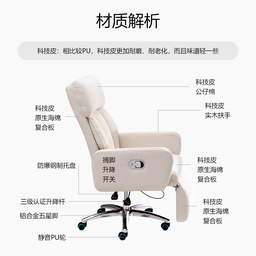 材质解析
科技皮：相比较PU，科技皮更加耐磨、耐老化，而且味道轻一些
科技皮
公仔棉
科技皮
原生海绵
复合板
科技皮
实木扶手
防爆钢制托盘
搁脚
升降
开关
科技皮
原生海绵
复合板
三级认证升降杆
铝合金五星脚
科技皮
原生海绵
复合板
静音PU轮